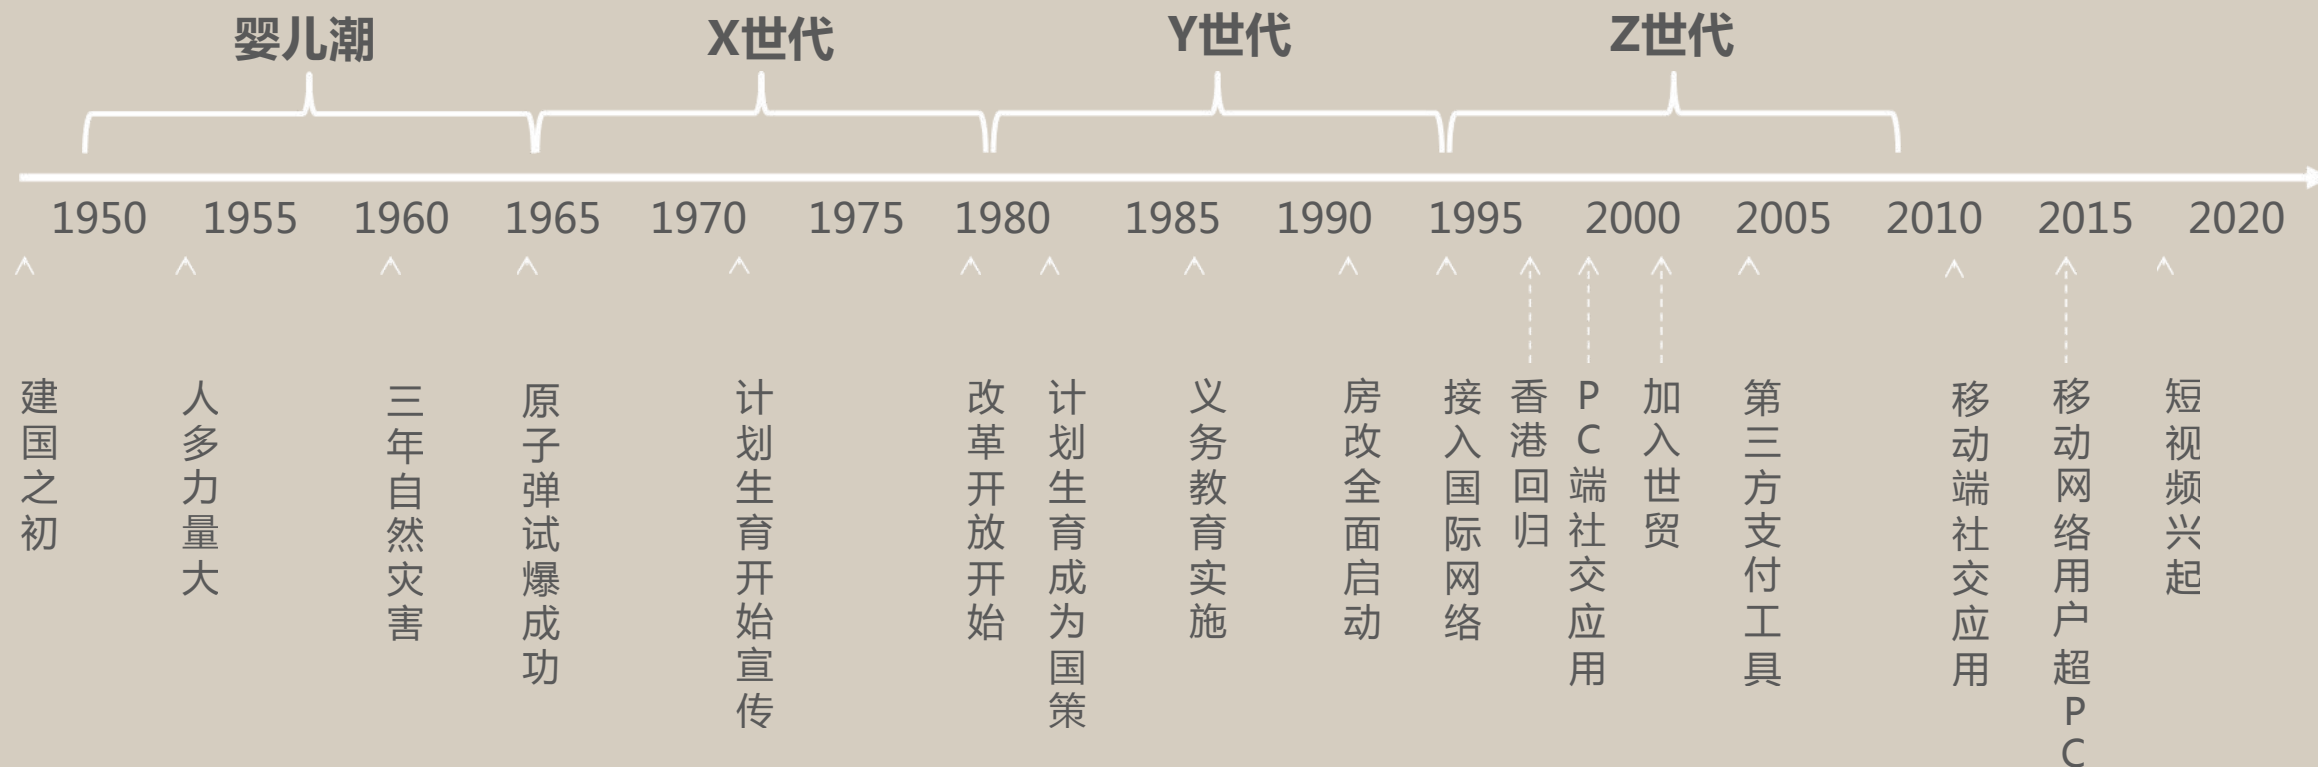 婴儿潮
X世代
Y世代
Z世代
1950 1955 1960 1965 1970 1975 1980 1985 1990 1995 2000 2005 2010 2015 2020
建国之初
人多力量大
三年自然灾害
原子弹试爆成功
计划生育开始宣传
改革开放开始
计划生育成为国策
义务教育实施
房改全面启动
接入国际网络
香港回归
PC端社交应用
加入世贸
第三方支付工具
移动端社交应用
移动网络用户超PC
短视频兴起